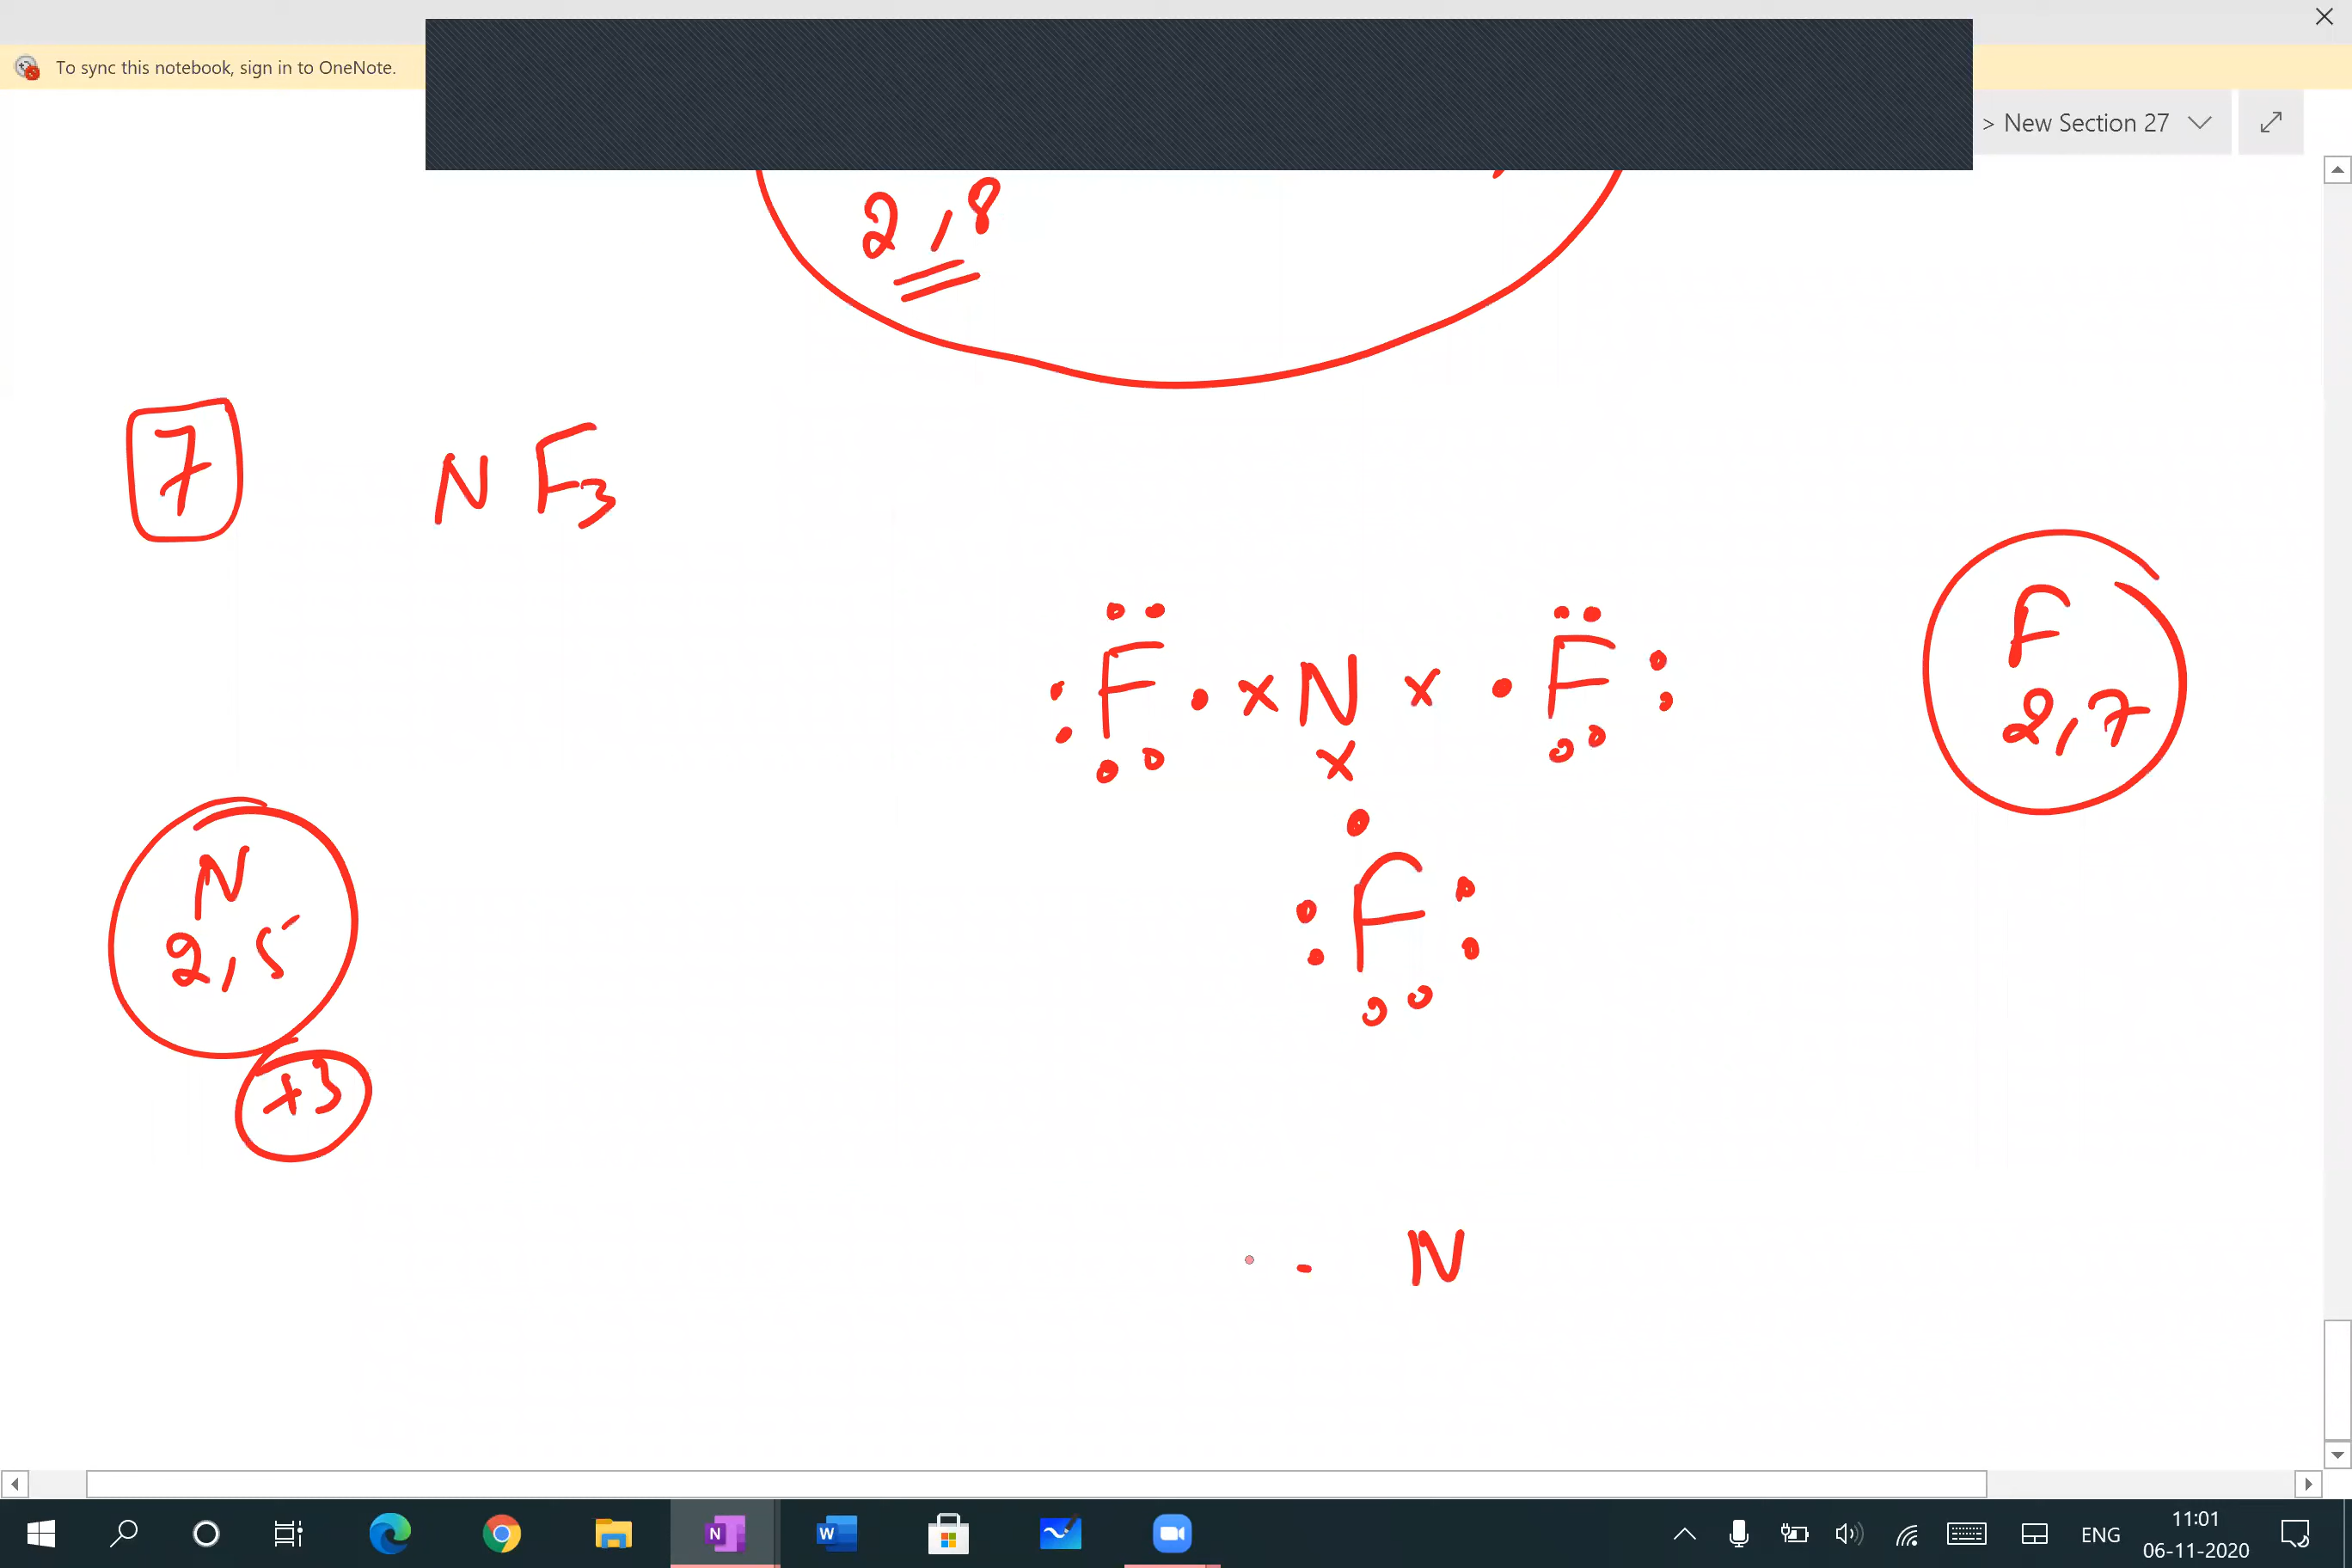 To sync this notebook, sign in to OneNote.
> New Section 27
2,8
7
NF₃
F N F
F
F
2,7
N
2,5
+3
- N
ENG
11:01
06-11-2020